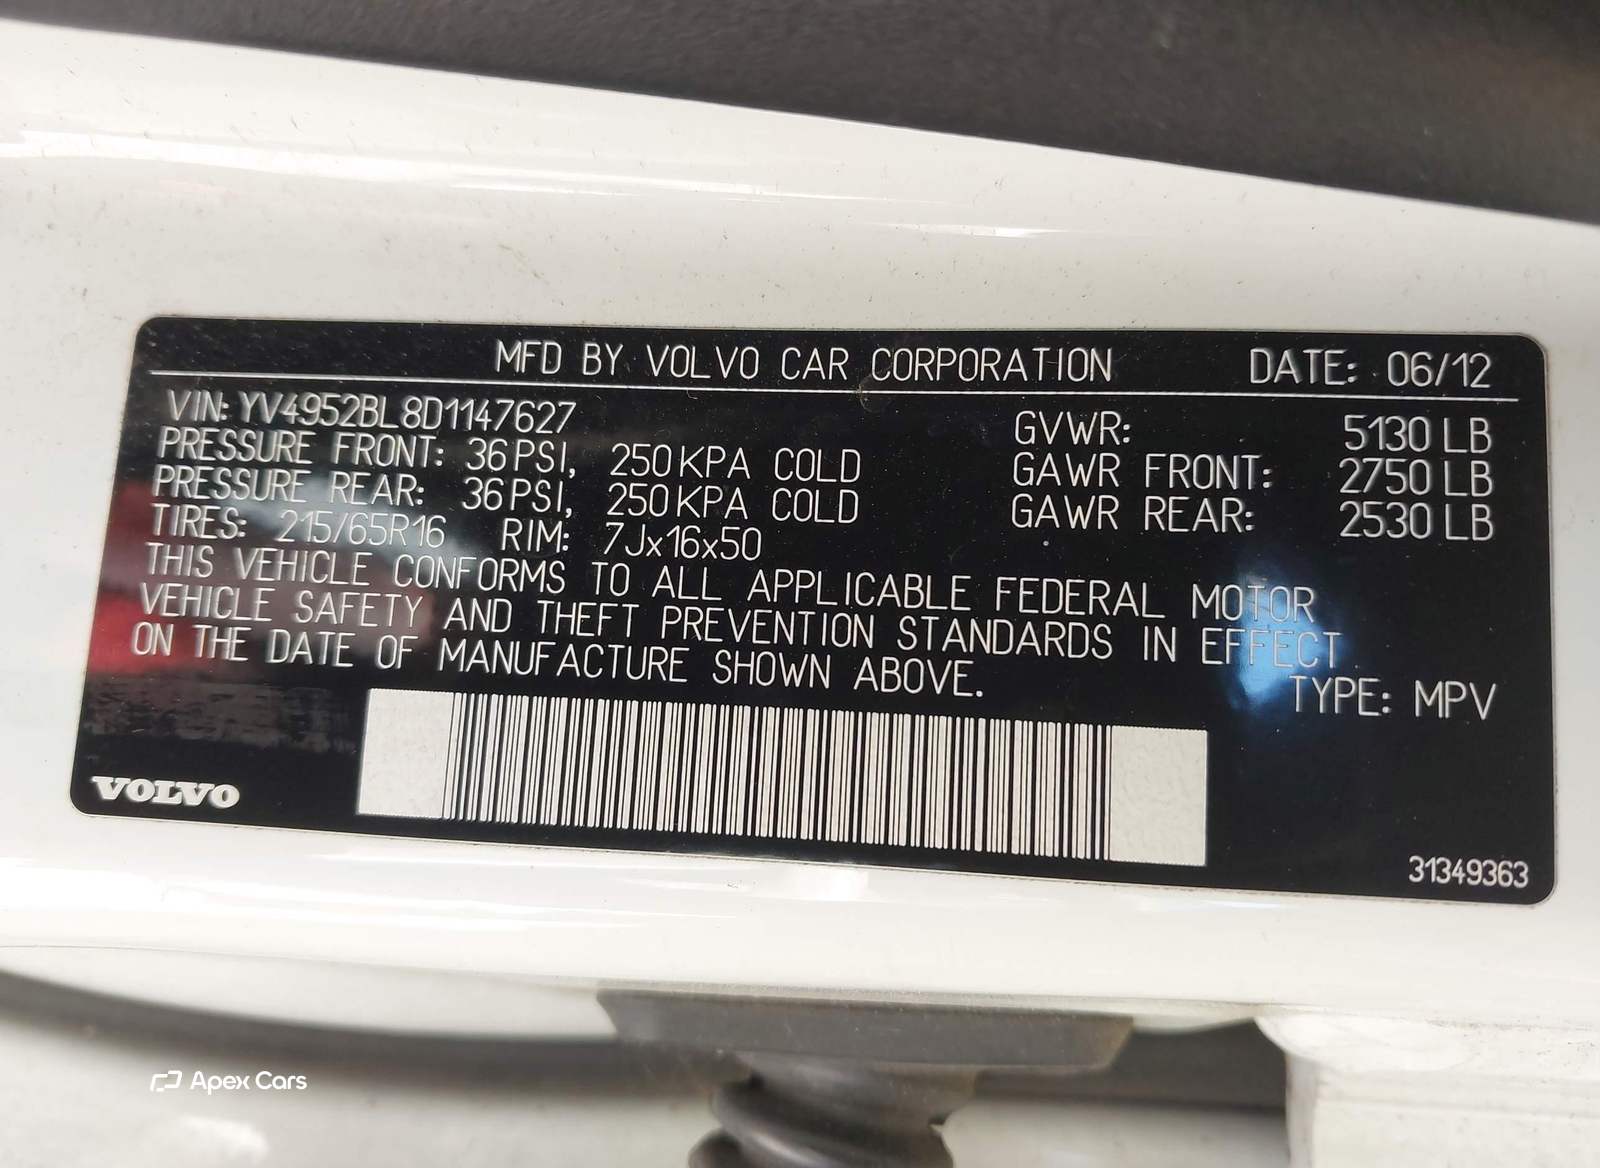 MFD BY VOLVO CAR CORPORATION DATE: 06/12
VIN: YV4952BL8D1147627
PRESSURE FRONT: 36 PSI, 250 KPA COLD
PRESSURE REAR: 36 PSI, 250 KPA COLD
TIRES: 215/65R16 RIM: 7Jx16x50
GVWR: 5130 LB
GAWR FRONT: 2750 LB
GAWR REAR: 2530 LB
THIS VEHICLE CONFORMS TO ALL APPLICABLE FEDERAL MOTOR
VEHICLE SAFETY AND THEFT PREVENTION STANDARDS IN EFFECT
ON THE DATE OF MANUFACTURE SHOWN ABOVE.
TYPE: MPV
VOLVO
31349363
Apex Cars